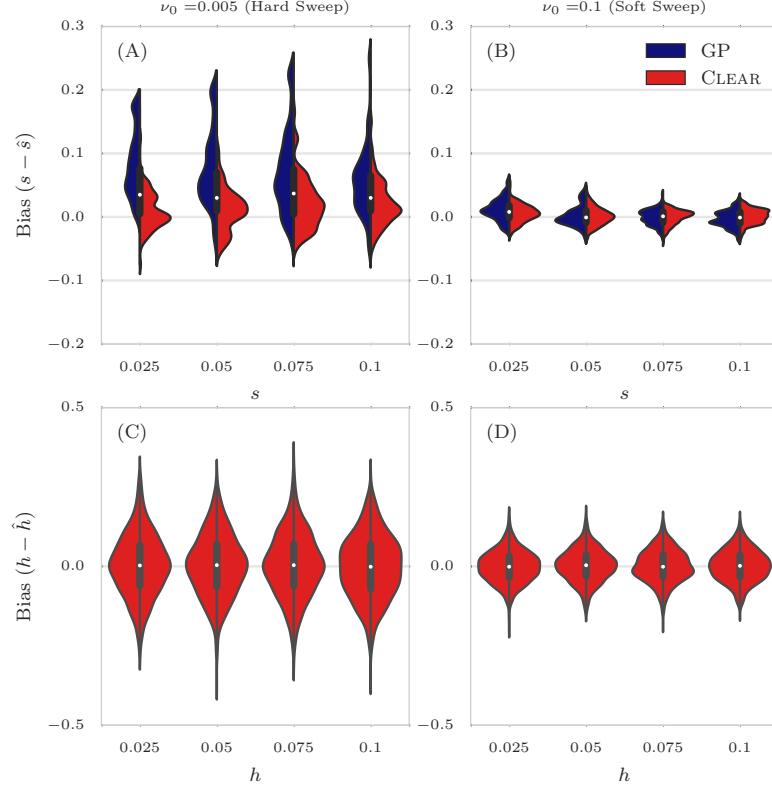 ν₀ =0.005 (Hard Sweep)
ν₀ =0.1 (Soft Sweep)
0.3
0.2
0.1
0.0
−0.1
−0.2
Bias (s − ŝ)
(A)
0.025 0.05 0.075 0.1
s
0.3
0.2
0.1
0.0
−0.1
−0.2
(B)
GP
CLEAR
0.025 0.05 0.075 0.1
s
0.5
0.0
−0.5
Bias (h − ĥ)
(C)
0.025 0.05 0.075 0.1
h
0.5
0.0
−0.5
(D)
0.025 0.05 0.075 0.1
h